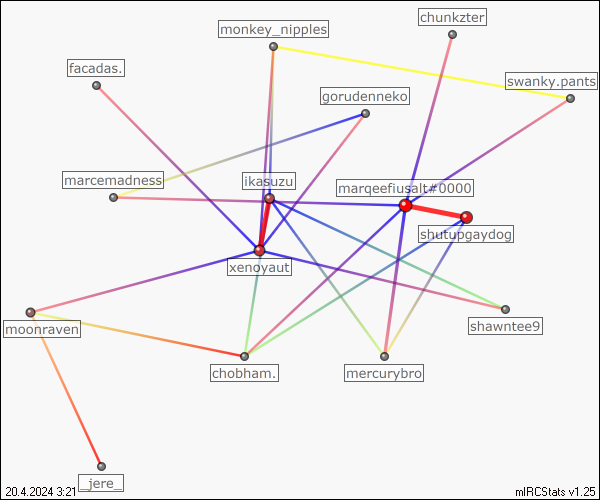 chunkzter
monkey_nipples
facadas.
swanky.pants
gorudenneko
marcemadness
ikasuzu
marqeefiusalt#0000
shutupgaydog
xenoyaut
moonraven
shawntee9
chobham.
mercurybro
_jere_
20.4.2024 3:21
mIRCStats v1.25